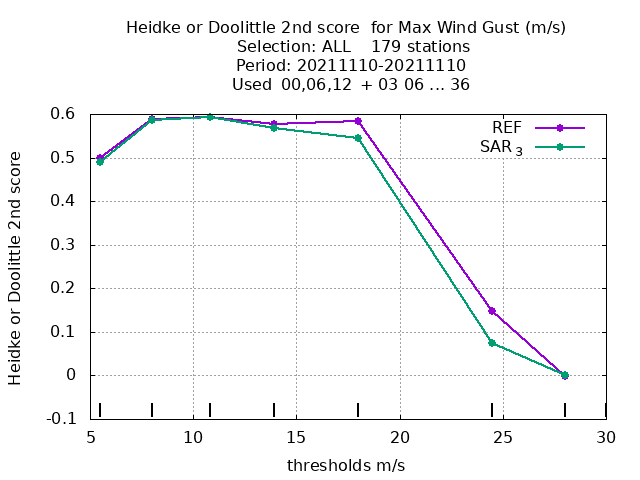 Heidke or Doolittle 2nd score  for Max Wind Gust (m/s)
Selection: ALL    179 stations
Period: 20211110-20211110
Used  00,06,12  + 03 06 ... 36
REF
SAR 3
Heidke or Doolittle 2nd score
0.6
0.5
0.4
0.3
0.2
0.1
0
-0.1
5 10 15 20 25 30
thresholds m/s